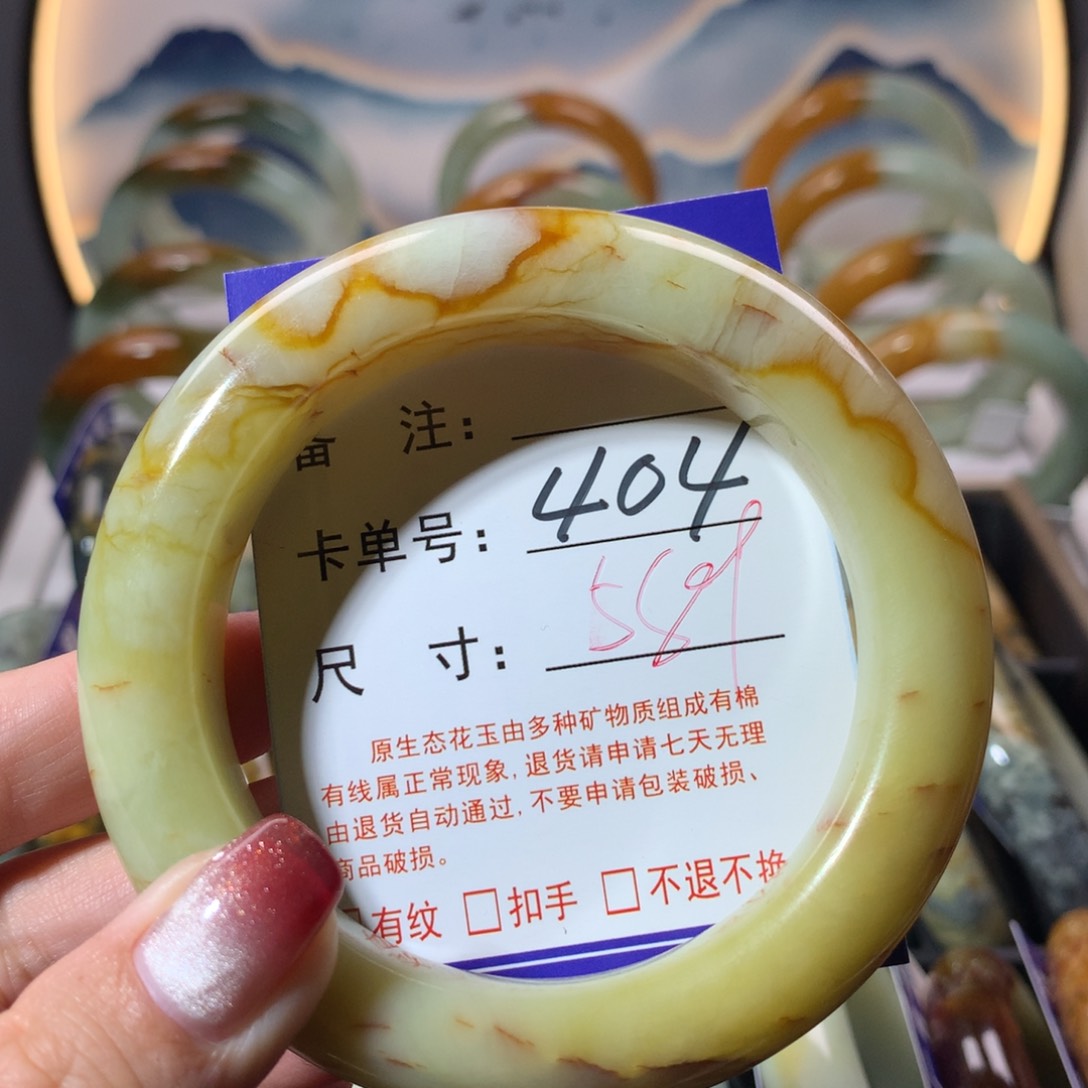 备 注：
卡单号：404
尺 寸：
原生态花玉由多种矿物质组成有棉
有线属正常现象，退货请申请七天无理
由退货自动通过，不要申请包装破损、
商品破损。
□有纹 □扣手 □不退不换